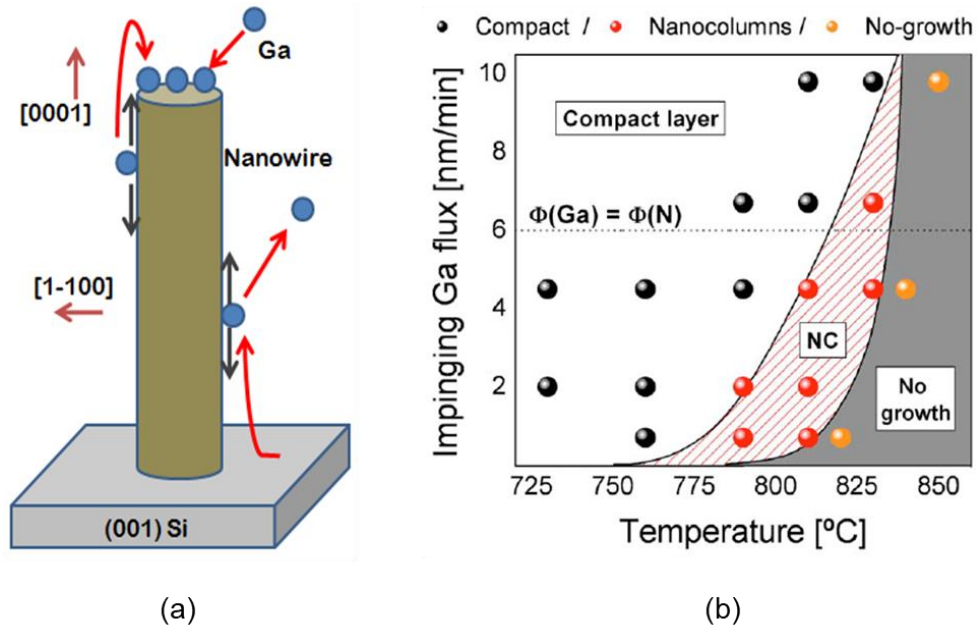 Ga
[0001]
Nanowire
[1-100]
(001) Si
(a)
Compact / Nanocolumns / No-growth
Impinging Ga flux [nm/min]
10
8
6
4
2
Compact layer
Φ(Ga) = Φ(N)
NC
No
growth
725 750 775 800 825 850
Temperature [ºC]
(b)